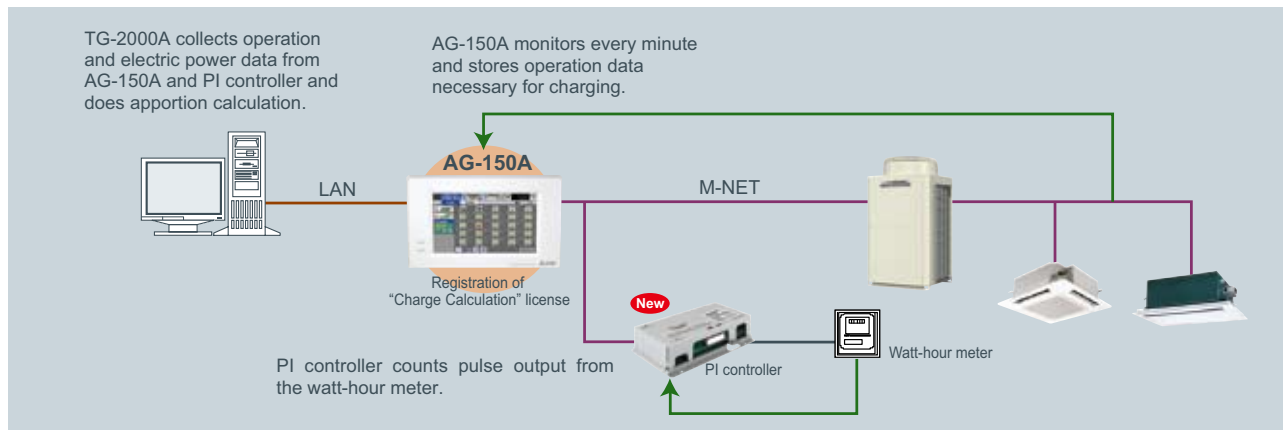 TG-2000A collects operation
and electric power data from
AG-150A and PI controller and
does apportion calculation.
AG-150A monitors every minute
and stores operation data
necessary for charging.
AG-150A
LAN
M-NET
Registration of
“Charge Calculation” license
New
PI controller
Watt-hour meter
PI controller counts pulse output from
the watt-hour meter.